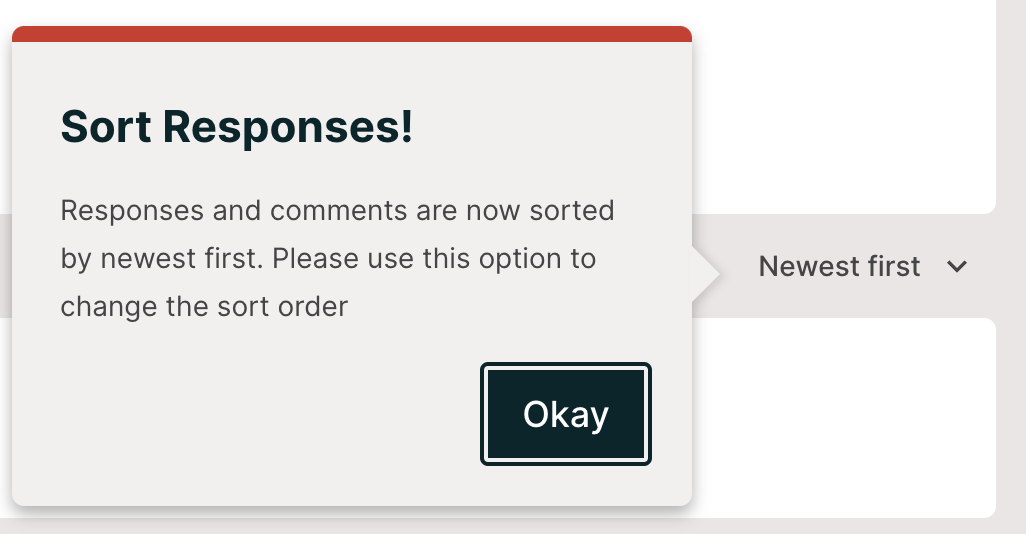 Sort Responses!
Responses and comments are now sorted
by newest first. Please use this option to
change the sort order
Newest first
Okay